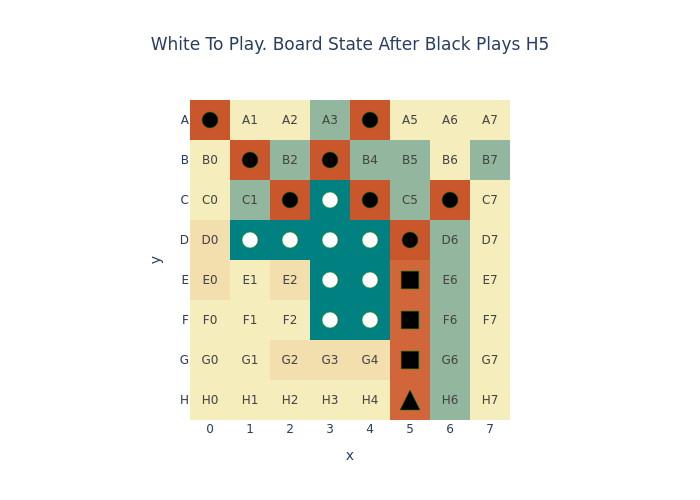 White To Play. Board State After Black Plays H5
A A1 A2 A3 A5 A6 A7
B B0 B2 B4 B5 B6 B7
C C0 C1 C5 C7
D D0 D6 D7
E E0 E1 E2 E6 E7
F F0 F1 F2 F6 F7
G G0 G1 G2 G3 G4 G6 G7
H H0 H1 H2 H3 H4 H6 H7
0 1 2 3 4 5 6 7
x
y